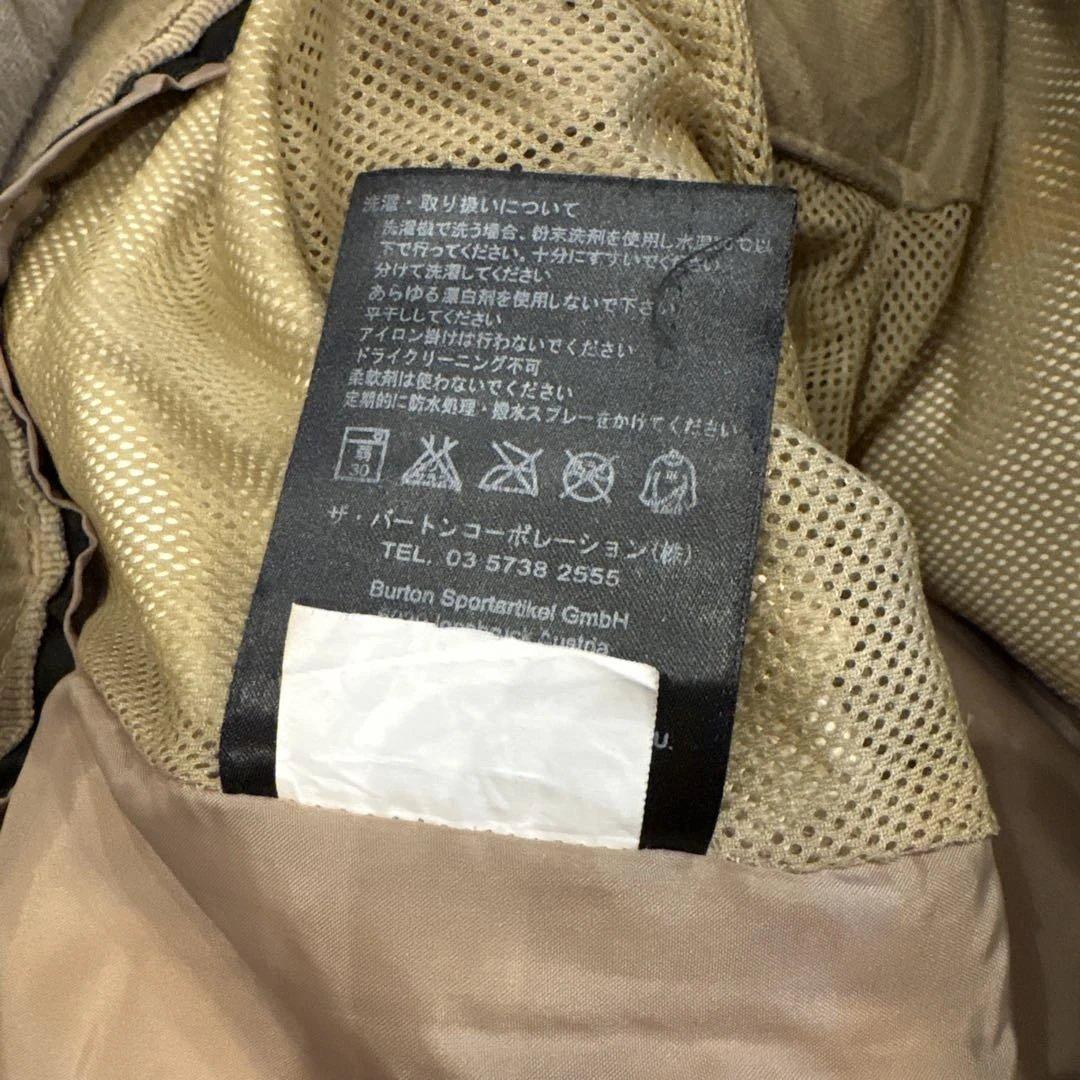 洗濯・取り扱いについて
洗濯機で洗う場合、粉末洗剤を使用し水温30℃以
下で行ってください。十分にすすいでください。
分けて洗濯してください
あらゆる漂白剤を使用しないで下さい
平干ししてください
アイロン掛けは行わないでください
ドライクリーニング不可
柔軟剤は使わないでください
定期的に防水処理・撥水スプレーをかけてください
弱
30
ザ・バートンコーポレーション(株)
TEL. 03 5738 2555
Burton Sportartikel GmbH
Innsbruck Austria
U.